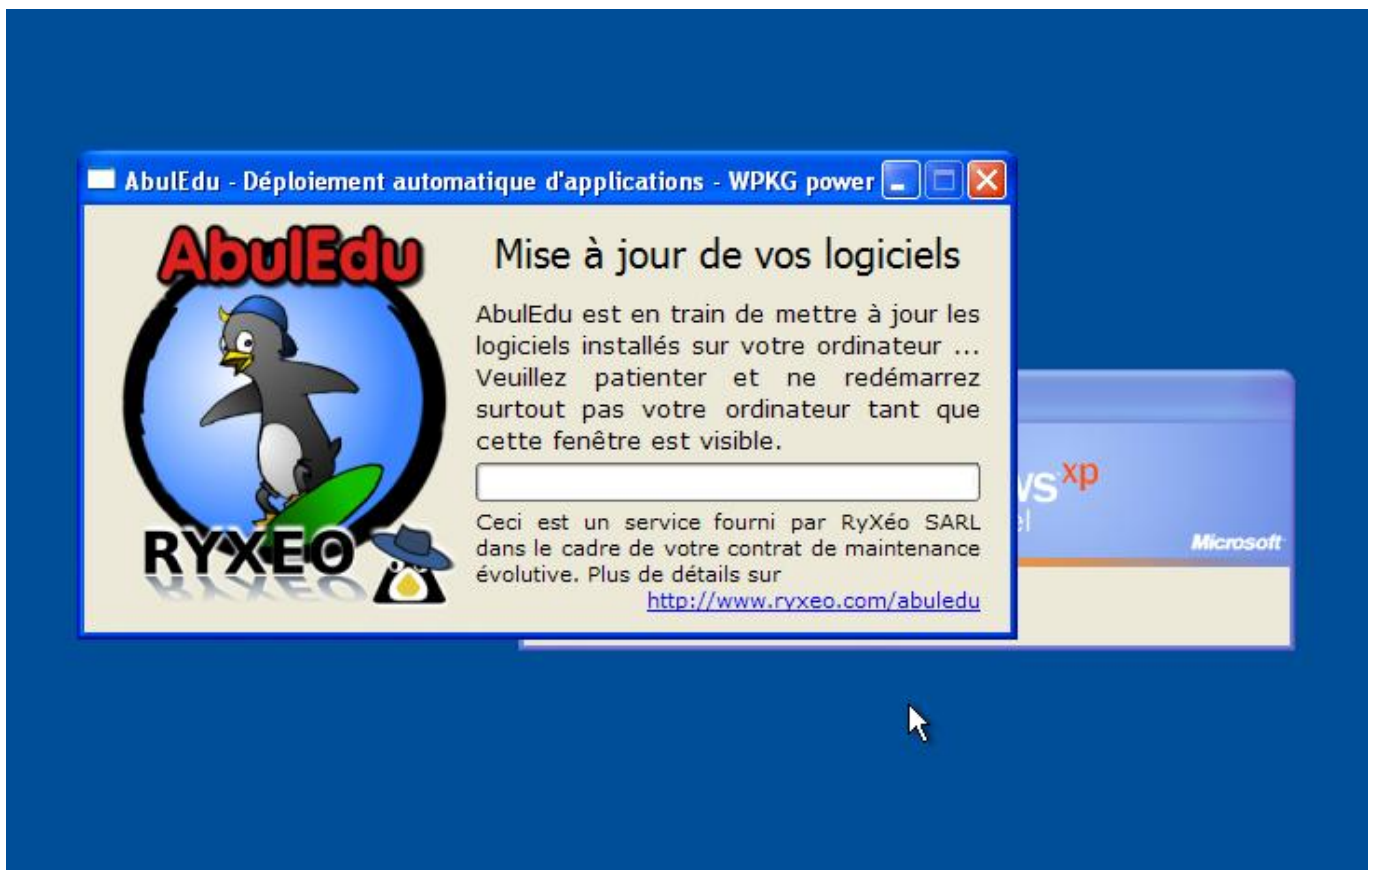 AbulEdu - Déploiement automatique d'applications - WPKG power
AbulEdu
Mise à jour de vos logiciels
AbulEdu est en train de mettre à jour les
logiciels installés sur votre ordinateur ...
Veuillez patienter et ne redémarrez
surtout pas votre ordinateur tant que
cette fenêtre est visible.
RYXEO
Ceci est un service fourni par RyXéo SARL
dans le cadre de votre contrat de maintenance
évolutive. Plus de détails sur
http://www.ryxeo.com/abuledu
xp
Microsoft